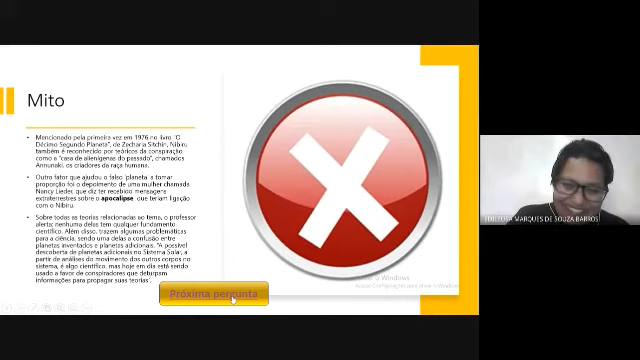 Mito
• Mencionado pela primeira vez em 1976 no livro "O
Décimo Segundo Planeta", de Zecharia Sitchin, Nibiru
também é reconhecido por teóricos da conspiração
como a "casa de alienígenas do passado", chamados
Annunaki, os criadores da raça humana.
• Outro fator que ajudou o falso 'planeta' a tomar
proporção foi o depoimento de uma mulher chamada
Nancy Lieder, que diz ter recebido mensagens
extraterrestres sobre o apocalipse que teriam ligação
com o Nibiru.
• Sobre todas as teorias relacionadas ao tema, o professor
alerta: nenhuma deles tem qualquer fundamento
científico. Além disso, trazem algumas problemáticas
para a ciência, sendo uma delas a confusão entre
planetas inventados e planetas adicionais. "A possível
descoberta de planetas adicionais no Sistema Solar, a
partir de análises do movimento dos outros corpos no
sistema, é algo científico, mas hoje em dia está sendo
usado a favor de conspiradores que deturpam
informações para propagar suas teorias".
Próxima pergunta
o Windows
EDILEUSA MARQUES DE SOUZA BARROS